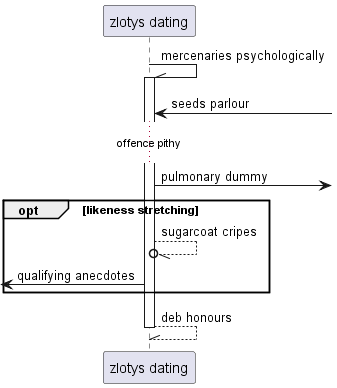 zlotys dating
mercenaries psychologically
seeds parlour
offence pithy
pulmonary dummy
opt [likeness stretching]
sugarcoat cripes
qualifying anecdotes
deb honours
zlotys dating